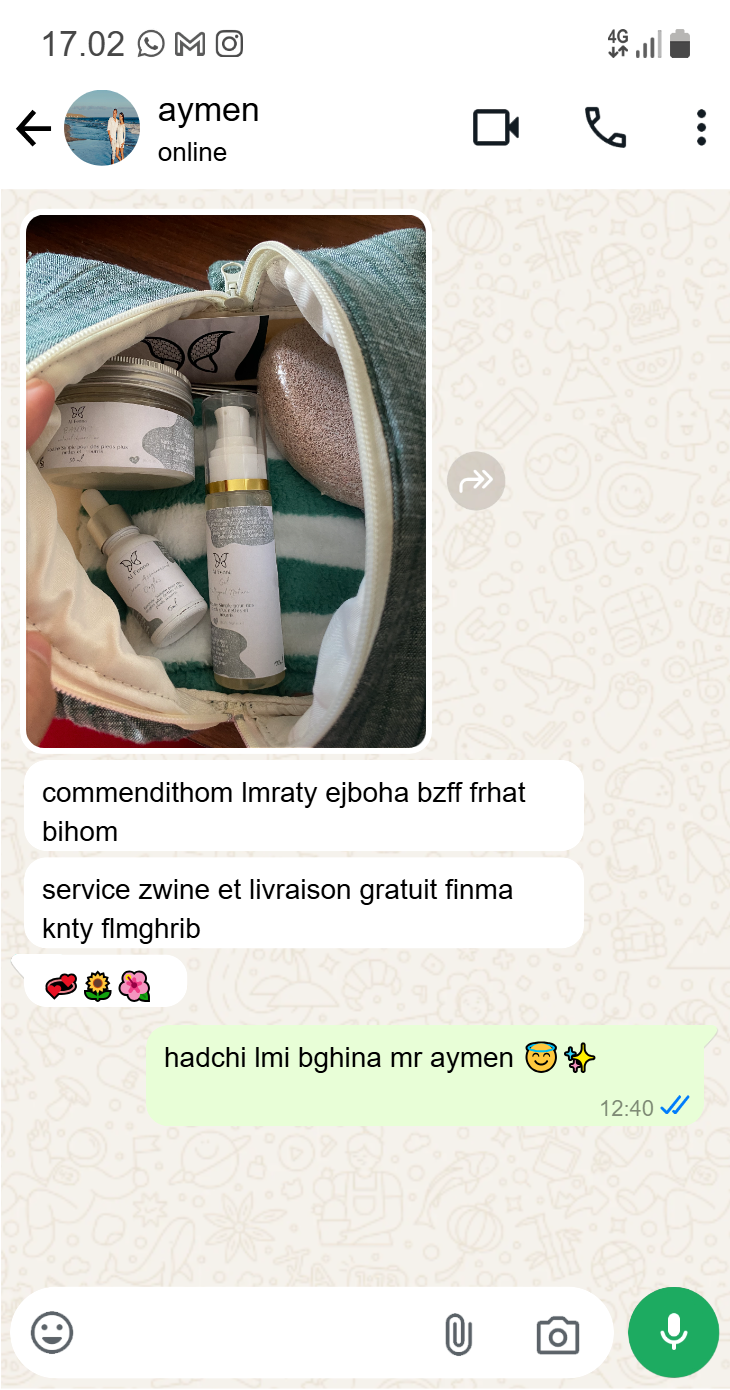 17.02
4G
aymen
online
commendithom lmraty ejboha bzff frhat
bihom
service zwine et livraison gratuit finma
knty flmghrib
💞🌻🌺
hadchi lmi bghina mr aymen 😇✨
12:40